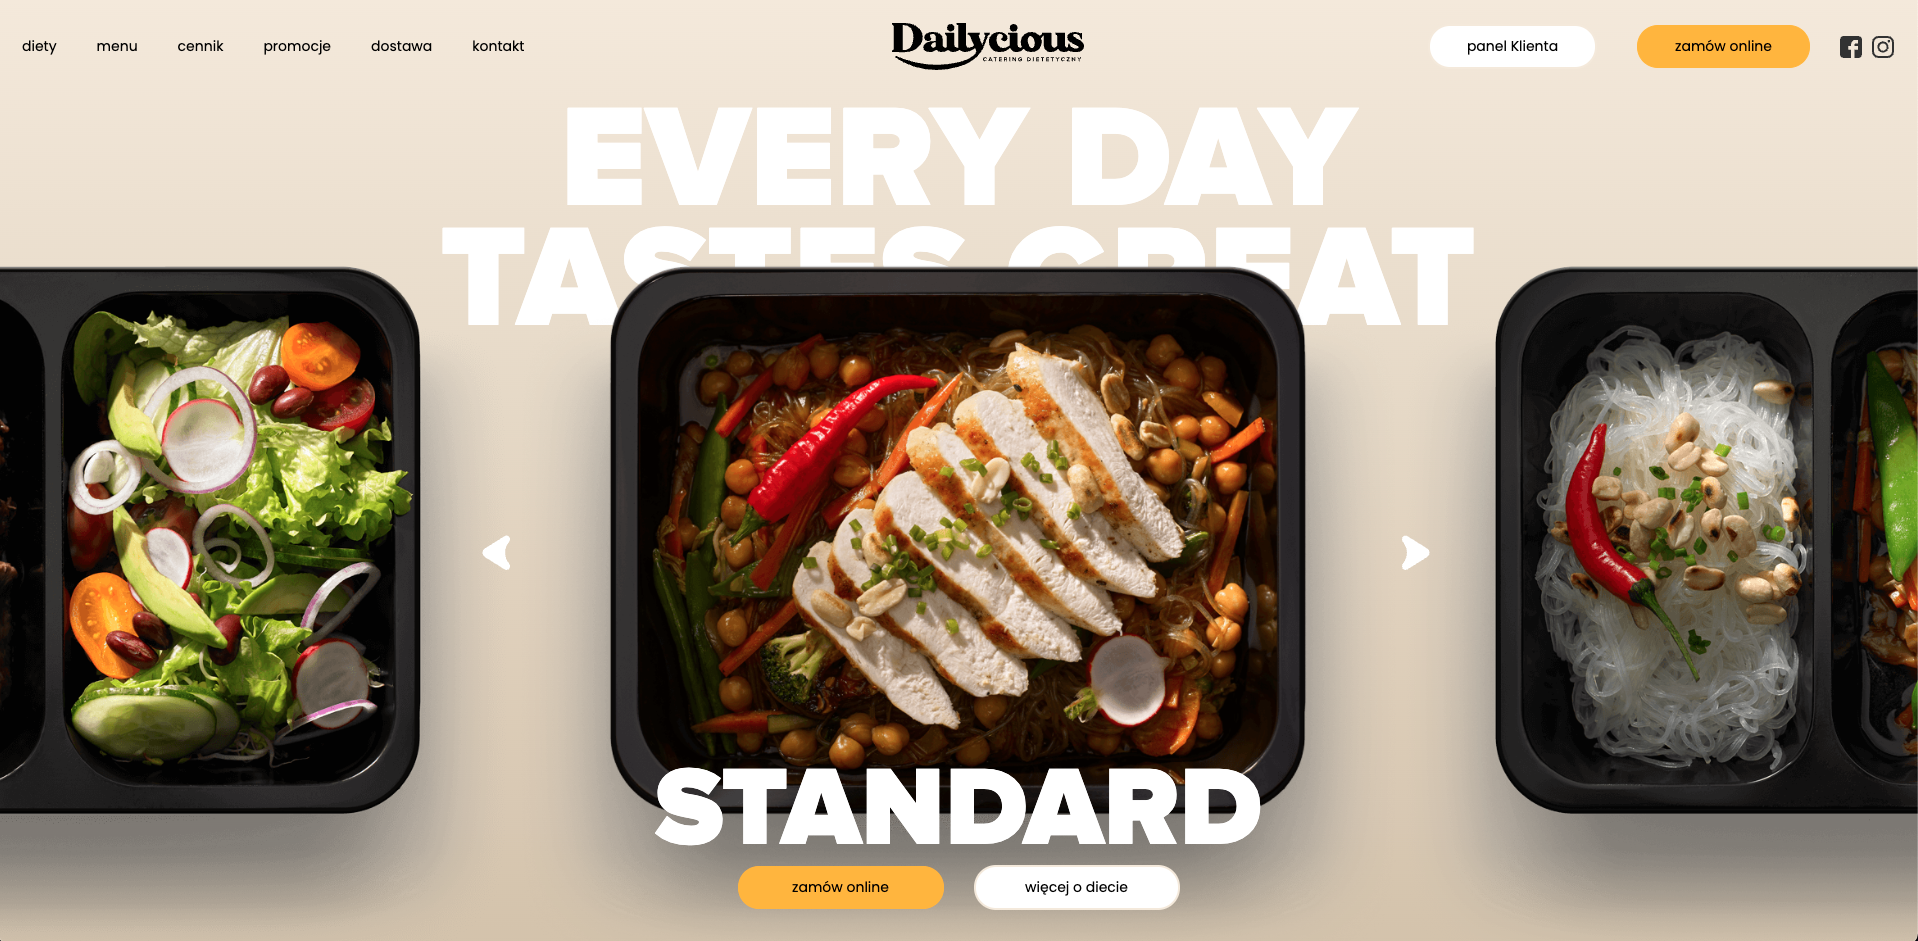 diety
menu
cennik
promocje
dostawa
kontakt
Dailycious
CATERING DIETETYCZNY
panel Klienta
zamów online
EVERY DAY
TASTES GREAT
STANDARD
zamów online
więcej o diecie